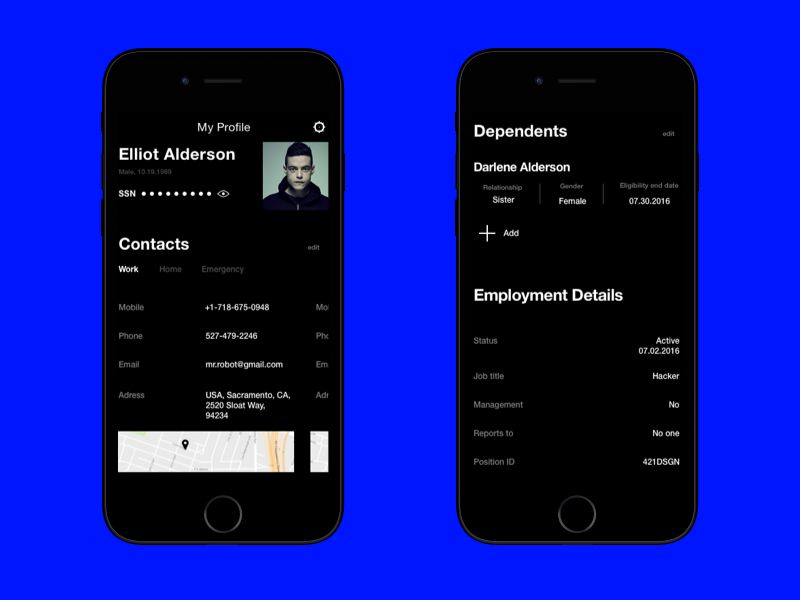 My Profile
Elliot Alderson
Male, 10.19.1989
SSN
Contacts
edit
Work Home Emergency
Mobile +1-718-675-0948 Mo
Phone 527-479-2246 Pho
Email mr.robot@gmail.com Em
Adress USA, Sacramento, CA, Adr
2520 Sloat Way,
94234
Dependents
edit
Darlene Alderson
Relationship Gender Eligibility end date
Sister Female 07.30.2016
Add
Employment Details
Status Active
07.02.2016
Job title Hacker
Management No
Reports to No one
Position ID 421DSGN